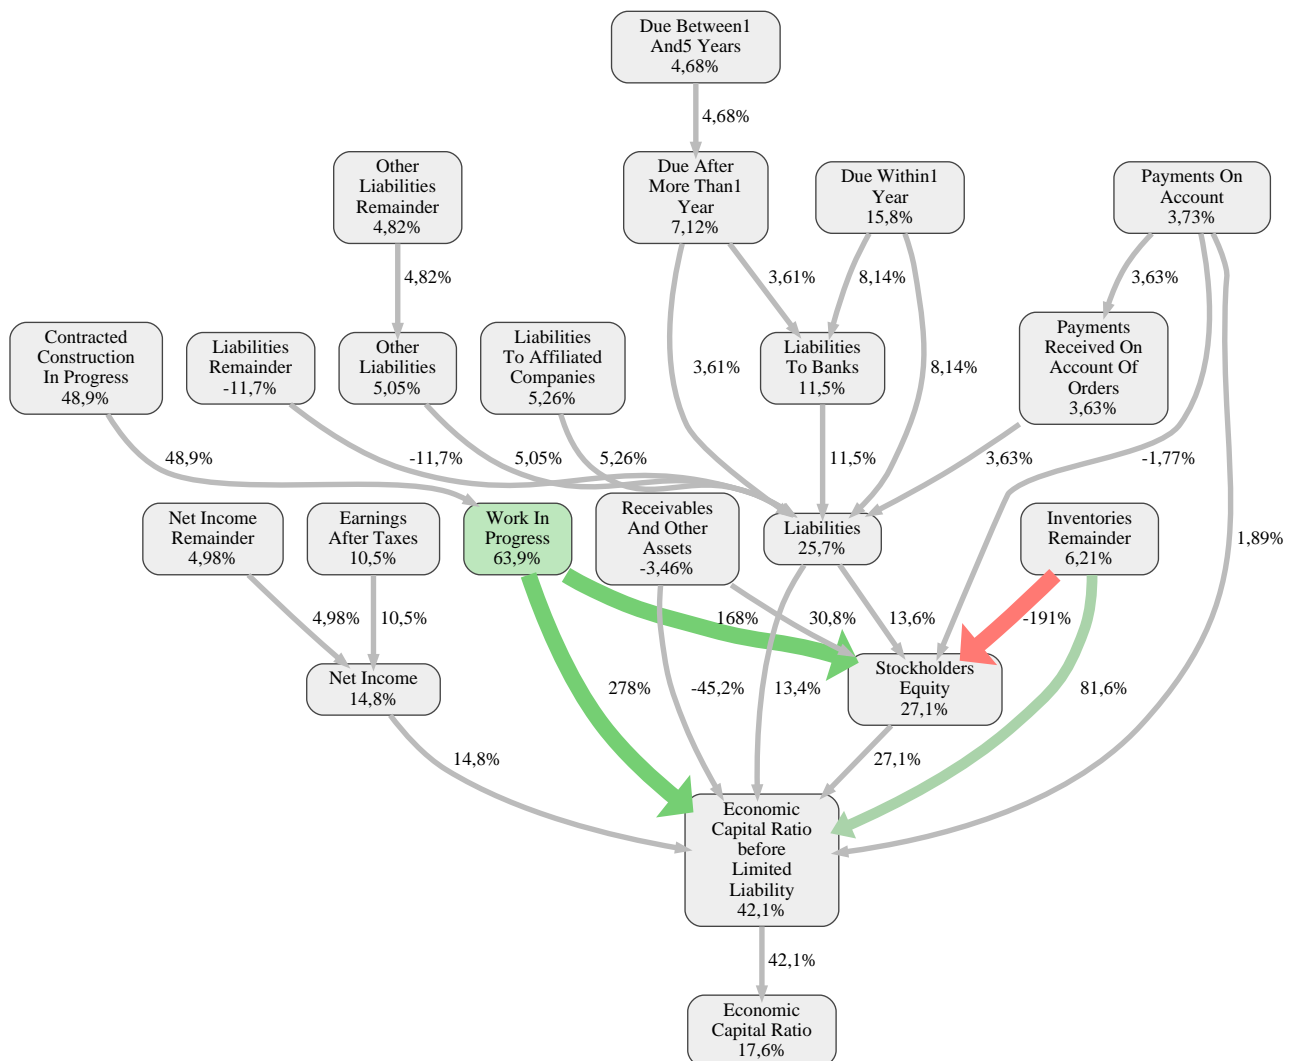 Due Between1
And5 Years
4,68%
4,68%
Other
Liabilities
Remainder
4,82%
Due After
More Than1
Year
7,12%
Due Within1
Year
15,8%
Payments On
Account
3,73%
4,82%
3,61%
8,14%
3,63%
Contracted
Construction
In Progress
48,9%
Liabilities
Remainder
-11,7%
Other
Liabilities
5,05%
Liabilities
To Affiliated
Companies
5,26%
3,61%
Liabilities
To Banks
11,5%
8,14%
Payments
Received On
Account Of
Orders
3,63%
48,9%
-11,7%
5,05%
5,26%
11,5%
3,63%
-1,77%
Net Income
Remainder
4,98%
Earnings
After Taxes
10,5%
Work In
Progress
63,9%
Receivables
And Other
Assets
-3,46%
Liabilities
25,7%
Inventories
Remainder
6,21%
1,89%
4,98%
10,5%
168%
30,8%
13,6%
-191%
Net Income
14,8%
278%
-45,2%
13,4%
Stockholders
Equity
27,1%
81,6%
14,8%
27,1%
Economic
Capital Ratio
before
Limited
Liability
42,1%
42,1%
Economic
Capital Ratio
17,6%